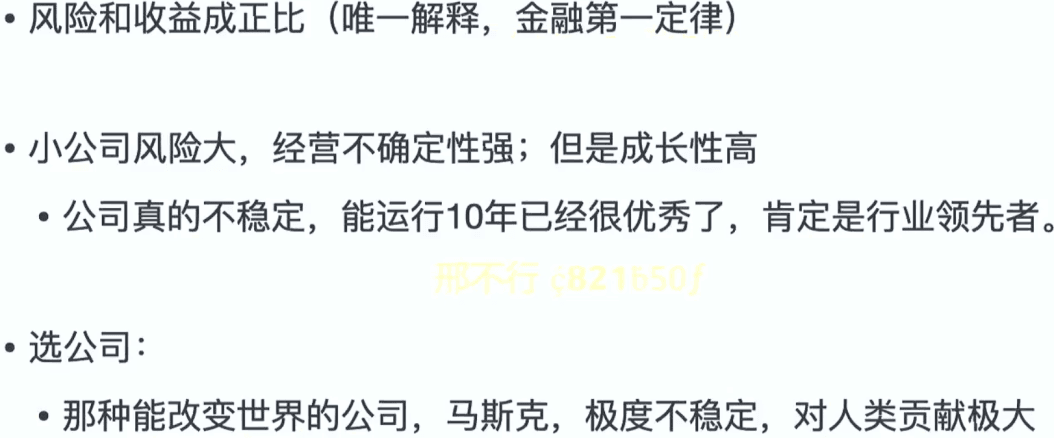 • 风险和收益成正比（唯一解释，金融第一定律）
• 小公司风险大，经营不确定性强；但是成长性高
• 公司真的不稳定，能运行10年已经很优秀了，肯定是行业领先者。
邢不行 c821b50f
• 选公司：
• 那种能改变世界的公司，马斯克，极度不稳定，对人类贡献极大